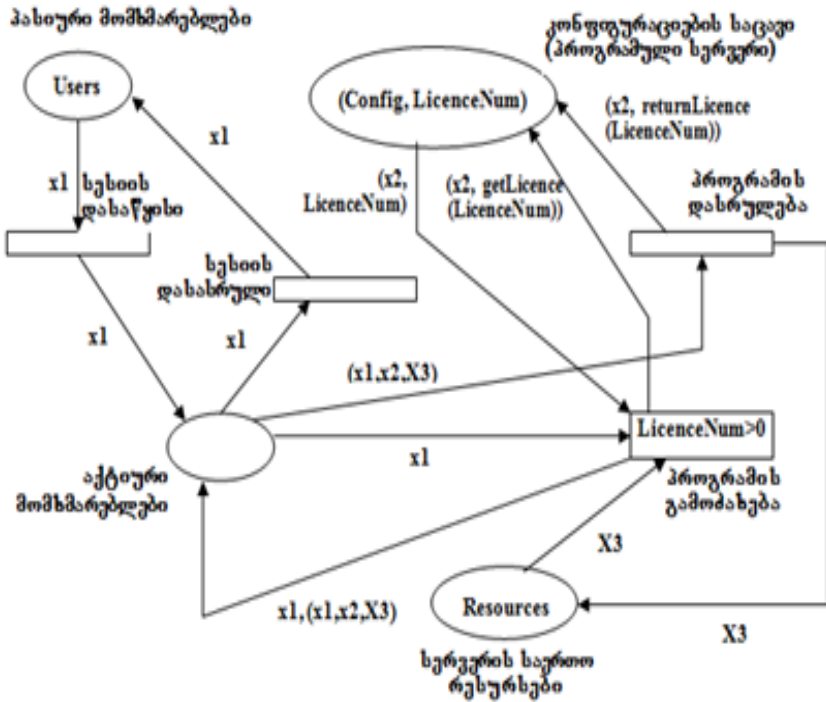 პასიური მომხმარებლები
კონფიგურაციების საცავი
(პროგრამული სერვერი)
Users
(Config, LicenceNum)
(x2, returnLicence
(LicenceNum))
x1
x1
სესიის
დასაწყისი
(x2,
LicenceNum)
(x2, getLicence
(LicenceNum))
პროგრამის
დასრულება
სესიის
დასასრული
x1
x1
(x1,x2,X3)
LicenceNum>0
x1
აქტიური
მომხმარებლები
პროგრამის
გამოძახება
X3
x1,(x1,x2,X3)
Resources
X3
სერვერის საერთო
რესურსები